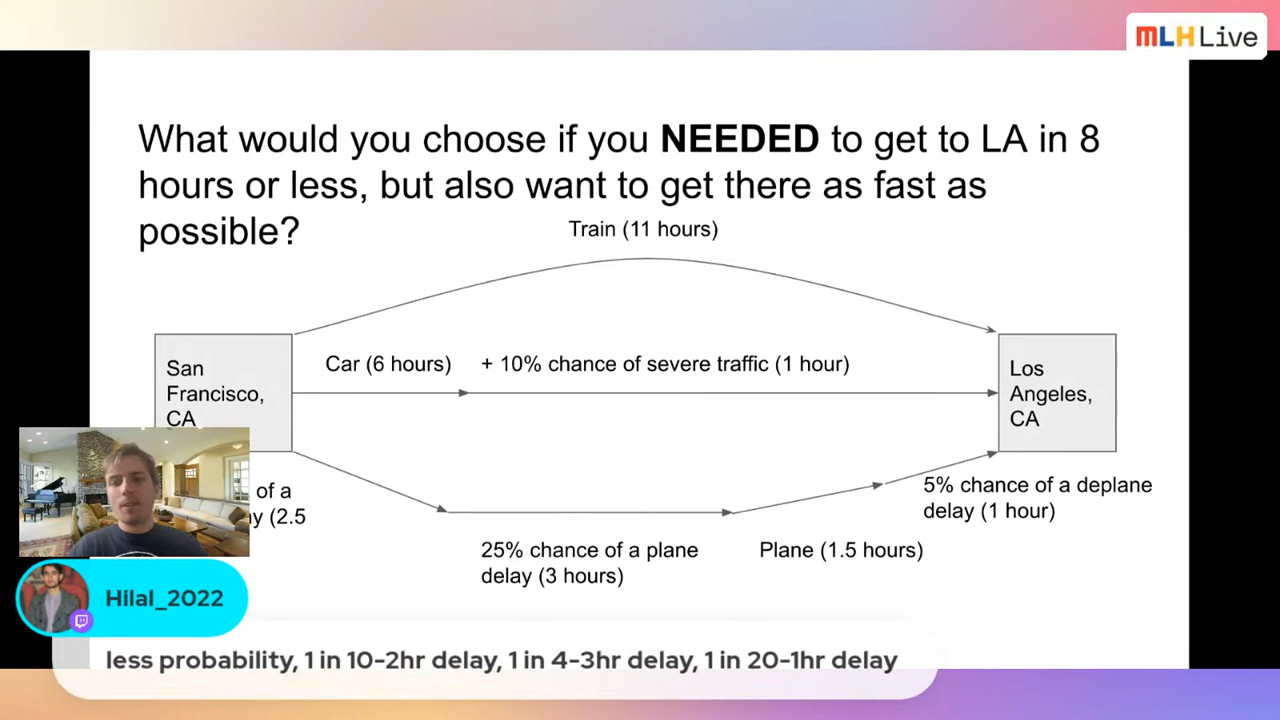 MLH Live
What would you choose if you NEEDED to get to LA in 8
hours or less, but also want to get there as fast as
possible?
Train (11 hours)
San
Francisco,
CA
Car (6 hours)
+ 10% chance of severe traffic (1 hour)
Los
Angeles,
CA
of a
(2.5
25% chance of a plane
delay (3 hours)
Plane (1.5 hours)
5% chance of a deplane
delay (1 hour)
Hilal_2022
less probability, 1 in 10-2hr delay, 1 in 4-3hr delay, 1 in 20-1hr delay